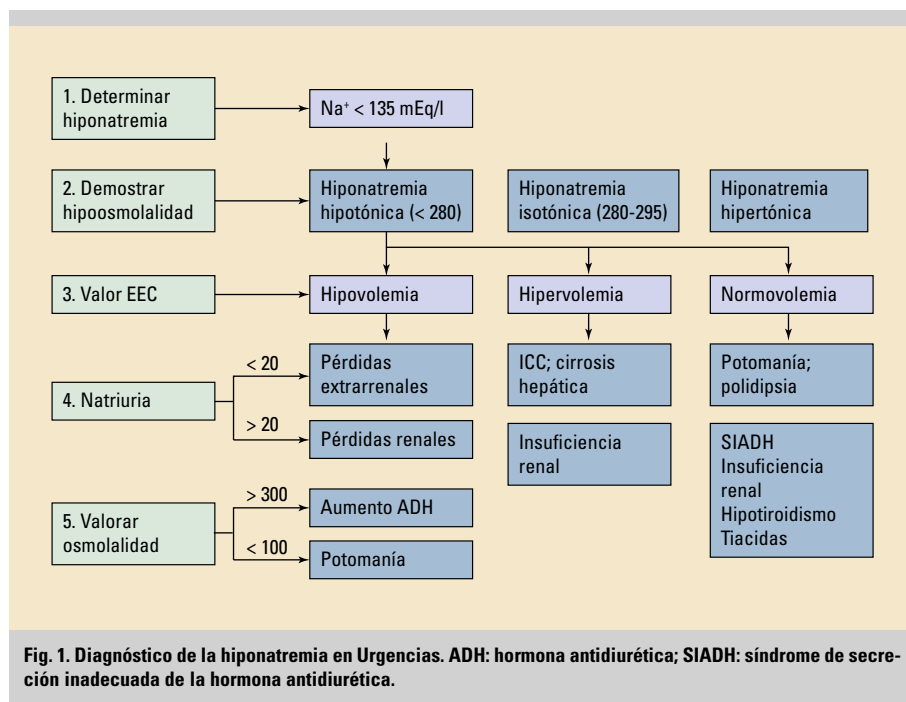 1. Determinar
hiponatremia
Na⁺ < 135 mEq/l
2. Demostrar
hipoosmolalidad
Hiponatremia
hipotónica (< 280)
Hiponatremia
isotónica (280-295)
Hiponatremia
hipertónica
3. Valor EEC
Hipovolemia
Hipervolemia
Normovolemia
4. Natriuria
< 20
Pérdidas
extrarrenales
ICC; cirrosis
hepática
Potomanía;
polidipsia
> 20
Pérdidas renales
Insuficiencia
renal
SIADH
Insuficiencia
renal
Hipotiroidismo
Tiacidas
5. Valorar
osmolalidad
> 300
Aumento ADH
< 100
Potomanía
Fig. 1. Diagnóstico de la hiponatremia en Urgencias. ADH: hormona antidiurética; SIADH: síndrome de secre-
ción inadecuada de la hormona antidiurética.